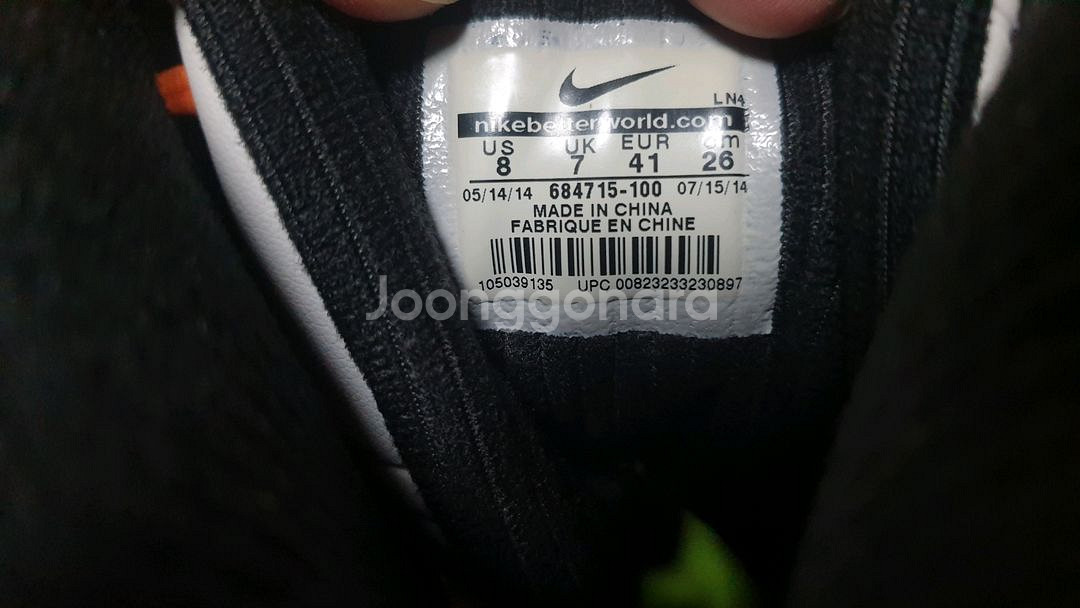 LN4
nikebetterworld.com
US UK EUR cm
8 7 41 26
05/14/14 684715-100 07/15/14
MADE IN CHINA
FABRIQUE EN CHINE
105039135 UPC 00823233230897
Joonggonara